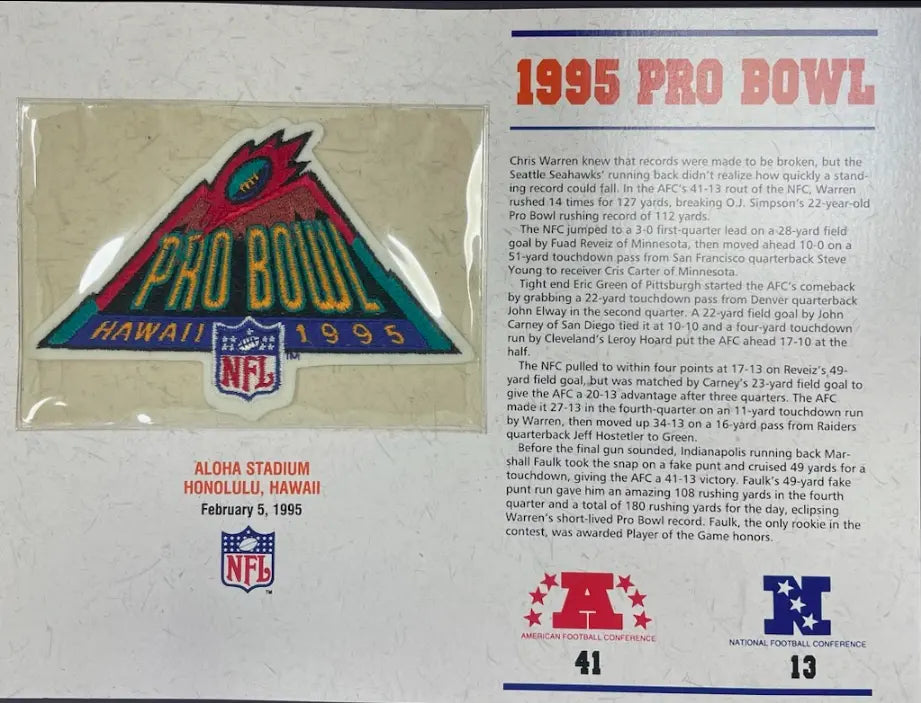 PRO BOWL
HAWAII 1995
NFL
TM
ALOHA STADIUM
HONOLULU, HAWAII
February 5, 1995
NFL
TM
1995 PRO BOWL
Chris Warren knew that records were made to be broken, but the
Seattle Seahawks' running back didn't realize how quickly a stand-
ing record could fall. In the AFC's 41-13 rout of the NFC, Warren
rushed 14 times for 127 yards, breaking O.J. Simpson's 22-year-old
Pro Bowl rushing record of 112 yards.
The NFC jumped to a 3-0 first-quarter lead on a 28-yard field
goal by Fuad Reveiz of Minnesota, then moved ahead 10-0 on a
51-yard touchdown pass from San Francisco quarterback Steve
Young to receiver Cris Carter of Minnesota.
Tight end Eric Green of Pittsburgh started the AFC's comeback
by grabbing a 22-yard touchdown pass from Denver quarterback
John Elway in the second quarter. A 22-yard field goal by John
Carney of San Diego tied it at 10-10 and a four-yard touchdown
run by Cleveland's Leroy Hoard put the AFC ahead 17-10 at the
half.
The NFC pulled to within four points at 17-13 on Reveiz's 49-
yard field goal, but was matched by Carney's 23-yard field goal to
give the AFC a 20-13 advantage after three quarters. The AFC
made it 27-13 in the fourth-quarter on an 11-yard touchdown run
by Warren, then moved up 34-13 on a 16-yard pass from Raiders
quarterback Jeff Hostetler to Green.
Before the final gun sounded, Indianapolis running back Mar-
shall Faulk took the snap on a fake punt and cruised 49 yards for a
touchdown, giving the AFC a 41-13 victory. Faulk's 49-yard fake
punt run gave him an amazing 108 rushing yards in the fourth
quarter and a total of 180 rushing yards for the day, eclipsing
Warren's short-lived Pro Bowl record. Faulk, the only rookie in the
contest, was awarded Player of the Game honors.
A
AMERICAN FOOTBALL CONFERENCE
41
N
NATIONAL FOOTBALL CONFERENCE
13